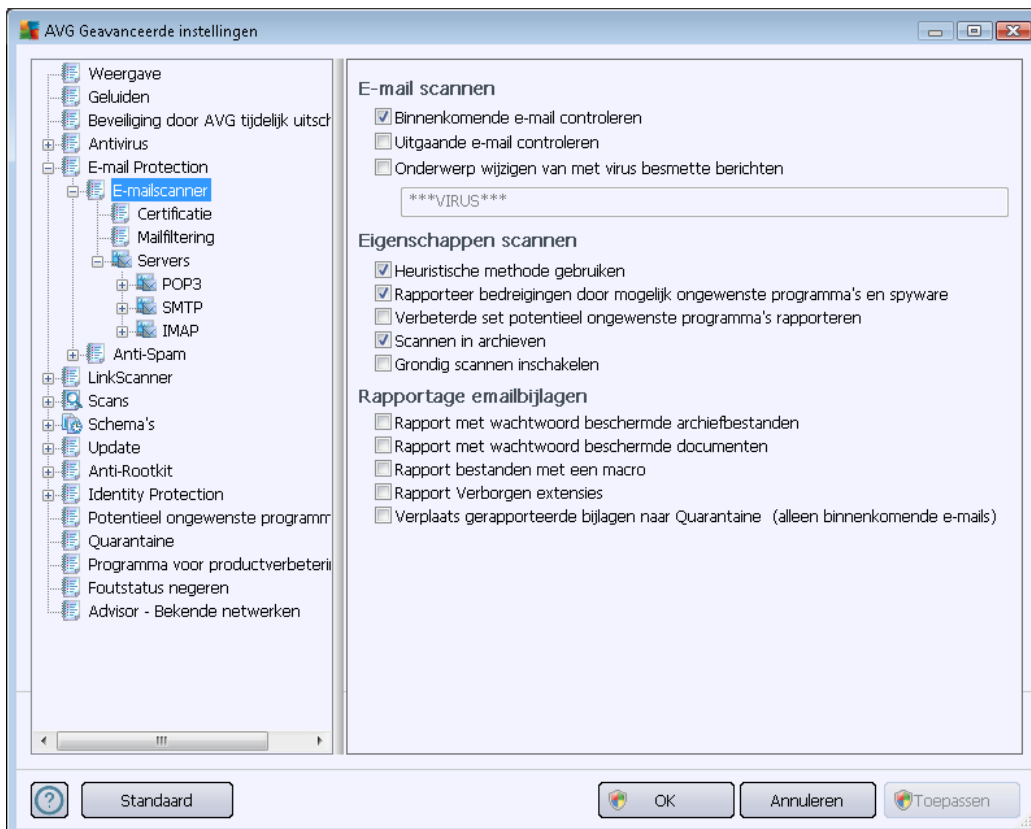 AVG Geavanceerde instellingen
Weergave
Geluiden
Beveiliging door AVG tijdelijk uitsch
Antivirus
E-mail Protection
E-mailscanner
Certificatie
Mailfiltering
Servers
POP3
SMTP
IMAP
Anti-Spam
LinkScanner
Scans
Schema's
Update
Anti-Rootkit
Identity Protection
Potentieel ongewenste programm
Quarantaine
Programma voor productverbeteri
Foutstatus negeren
Advisor - Bekende netwerken
E-mail scannen
Binnenkomende e-mail controleren
Uitgaande e-mail controleren
Onderwerp wijzigen van met virus besmette berichten
***VIRUS***
Eigenschappen scannen
Heuristische methode gebruiken
Rapporteer bedreigingen door mogelijk ongewenste programma's en spyware
Verbeterde set potentieel ongewenste programma's rapporteren
Scannen in archieven
Grondig scannen inschakelen
Rapportage emailbijlagen
Rapport met wachtwoord beschermde archiefbestanden
Rapport met wachtwoord beschermde documenten
Rapport bestanden met een macro
Rapport Verborgen extensies
Verplaats gerapporteerde bijlagen naar Quarantaine (alleen binnenkomende e-mails)
Standaard
OK
Annuleren
Toepassen